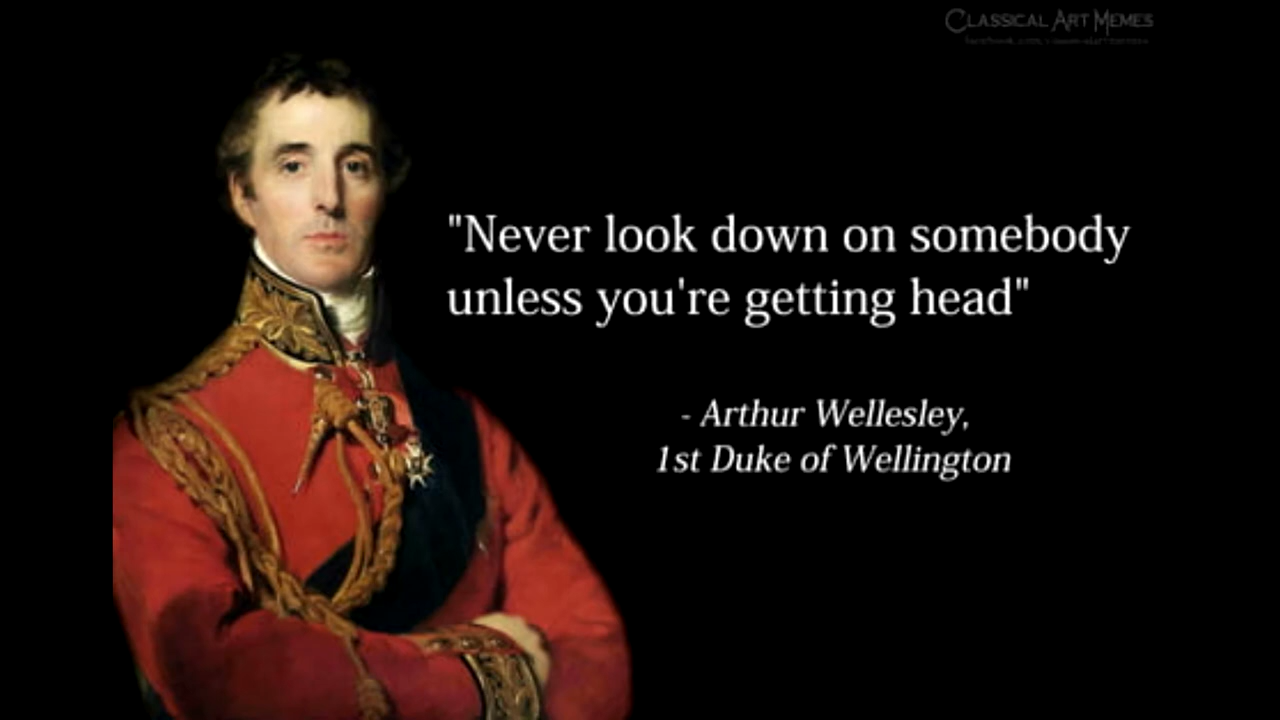 CLASSICAL ART MEMES
"Never look down on somebody
unless you're getting head"
- Arthur Wellesley,
1st Duke of Wellington